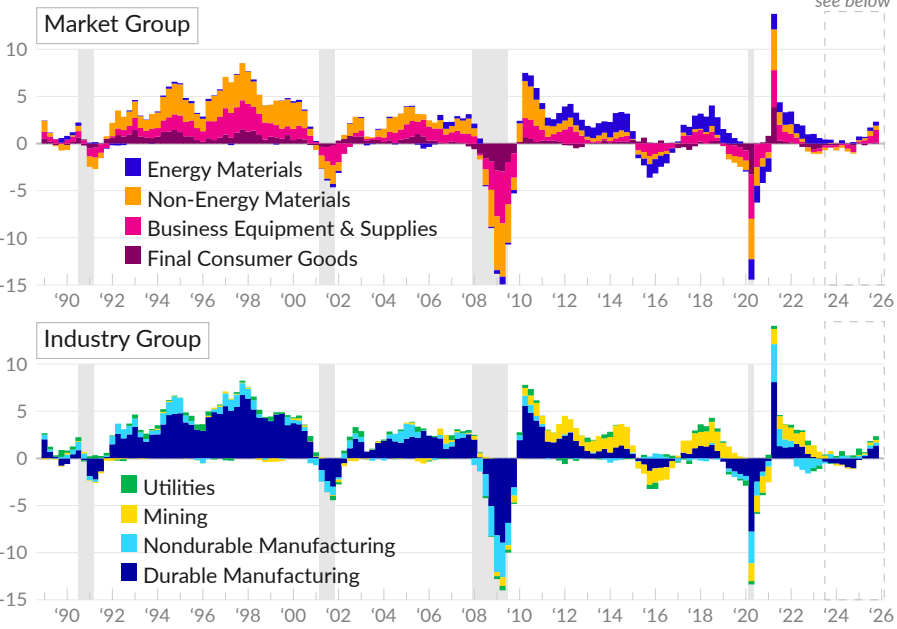 see below
Market Group
10
5
0
-5
-10
-15
Energy Materials
Non-Energy Materials
Business Equipment & Supplies
Final Consumer Goods
‘90 ‘92 ‘94 ‘96 ‘98 ‘00 ‘02 ‘04 ‘06 ‘08 ‘10 ‘12 ‘14 ‘16 ‘18 ‘20 ‘22 ‘24 ‘26
Industry Group
10
5
0
-5
-10
-15
Utilities
Mining
Nondurable Manufacturing
Durable Manufacturing
‘90 ‘92 ‘94 ‘96 ‘98 ‘00 ‘02 ‘04 ‘06 ‘08 ‘10 ‘12 ‘14 ‘16 ‘18 ‘20 ‘22 ‘24 ‘26